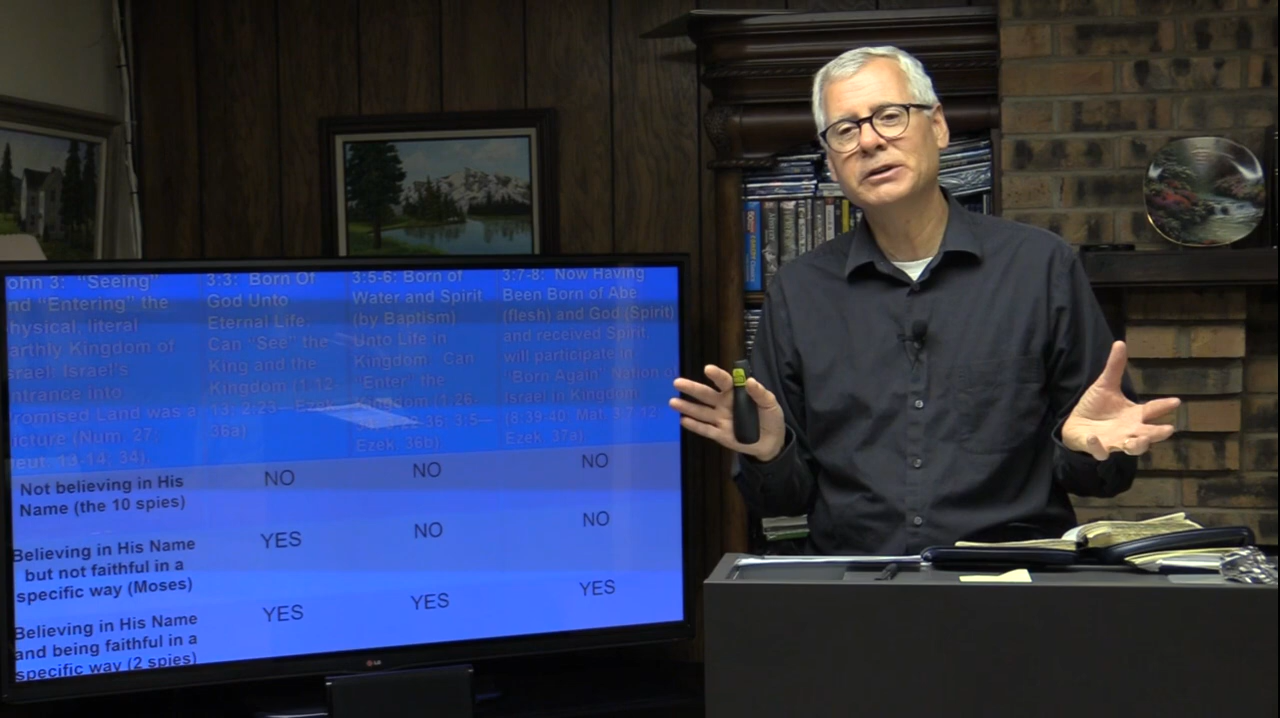 ohn 3: "Seeing"
nd "Entering" the
hysical, literal
arthly Kingdom of
srael: Israel's
ntrance into
romised Land was a
icture (Num. 27;
eut. 13-14, 34).
3:3: Born Of
God Unto
Eternal Life.
Can "See" the
King and the
Kingdom (1:12-
13; 2:23—Ezek.
36a).
3:5-6: Born of
Water and Spirit
(by Baptism)
Unto Life in
Kingdom. Can
"Enter" the
Kingdom (1:26-
36; 3:5—
Ezek. 36b).
3:7-8: Now Having
Been Born of Abe
(flesh) and God (Spirit)
and received Spirit,
will participate in
"Born Again" Nation o
Israel in Kingdom
(8:39-40; Mat. 3:7-12,
Ezek. 37a).
Not believing in His
Name (the 10 spies)
NO
NO
NO
Believing in His Name
but not faithful in a
specific way (Moses)
YES
NO
NO
Believing in His Name
and being faithful in a
specific way (2 spies)
YES
YES
YES
LG